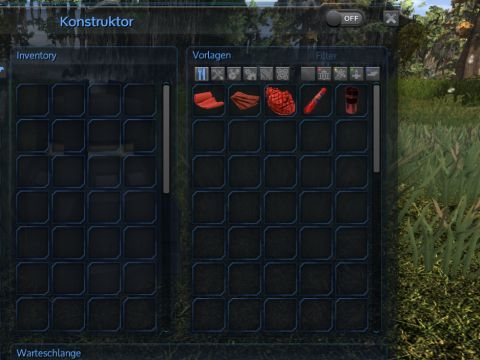 Konstruktor
OFF
Inventory
Vorlagen
Filter
Warteschlange